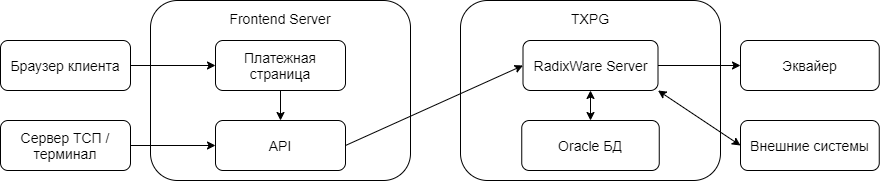 Frontend Server
TXPG
Браузер клиента
Платежная
страница
RadixWare Server
Эквайер
Сервер ТСП /
терминал
API
Oracle БД
Внешние системы